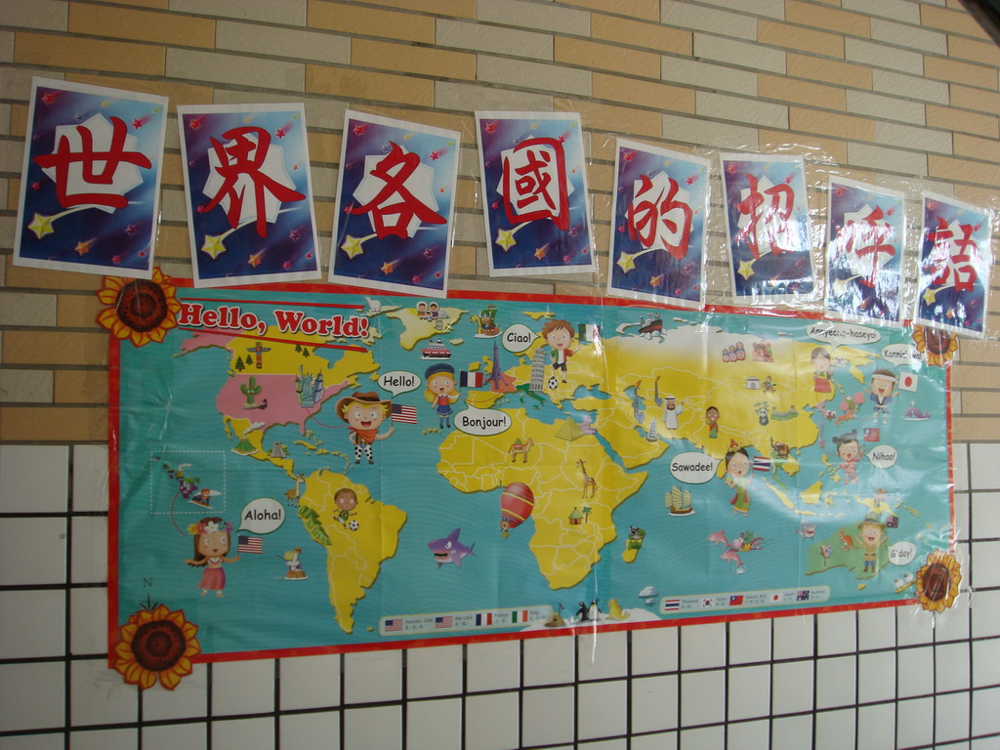 世界各國的招呼語
Hello, World!
Ciao!
Annyeong-haseyo!
Hello!
Bonjour!
Sawadee!
Nihao!
Aloha!
G'day!
N